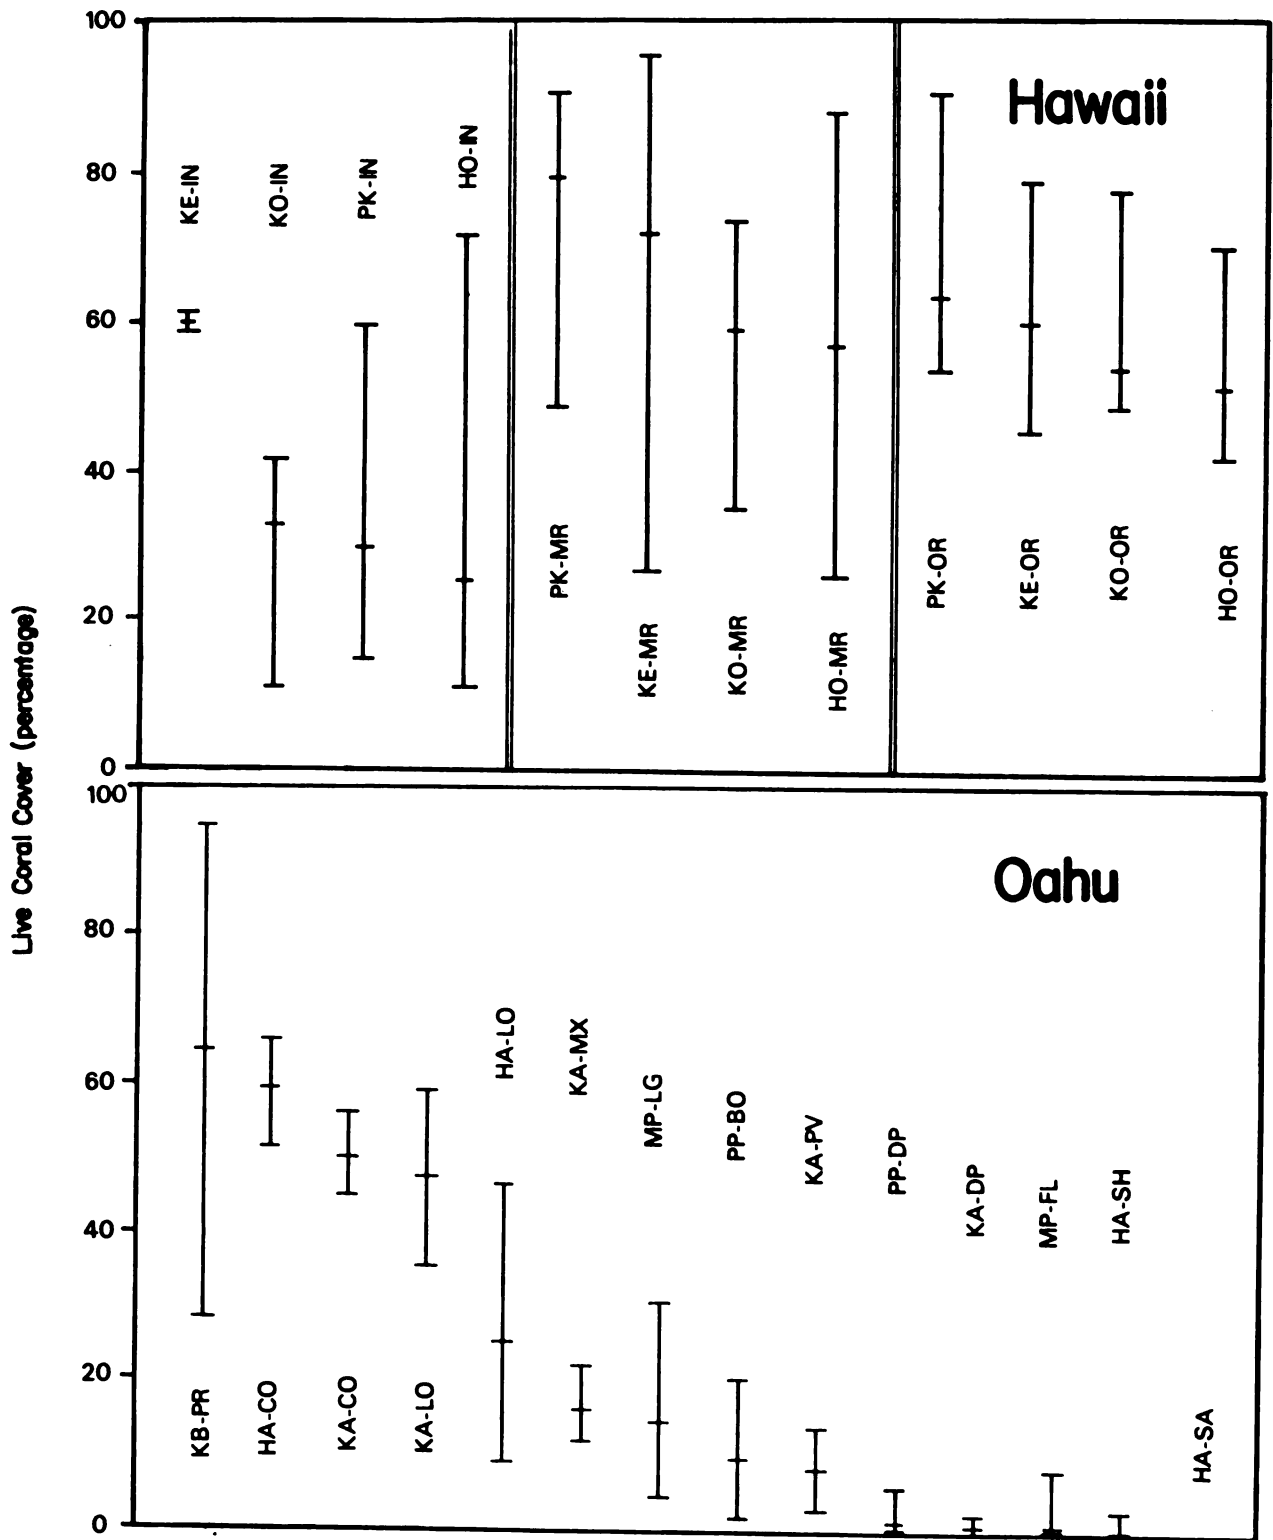 Live Coral Cover (percentage)
100
80
60
40
20
0
Hawaii
KE-IN
KO-IN
PK-IN
HO-IN
PK-MR
KE-MR
KO-MR
HO-MR
PK-OR
KE-OR
KO-OR
HO-OR
100
80
60
40
20
0
Oahu
KB-PR
HA-CO
KA-CO
KA-LO
HA-LO
KA-MX
MP-LG
PP-BO
KA-PV
PP-DP
KA-DP
MP-FL
HA-SH
HA-SA